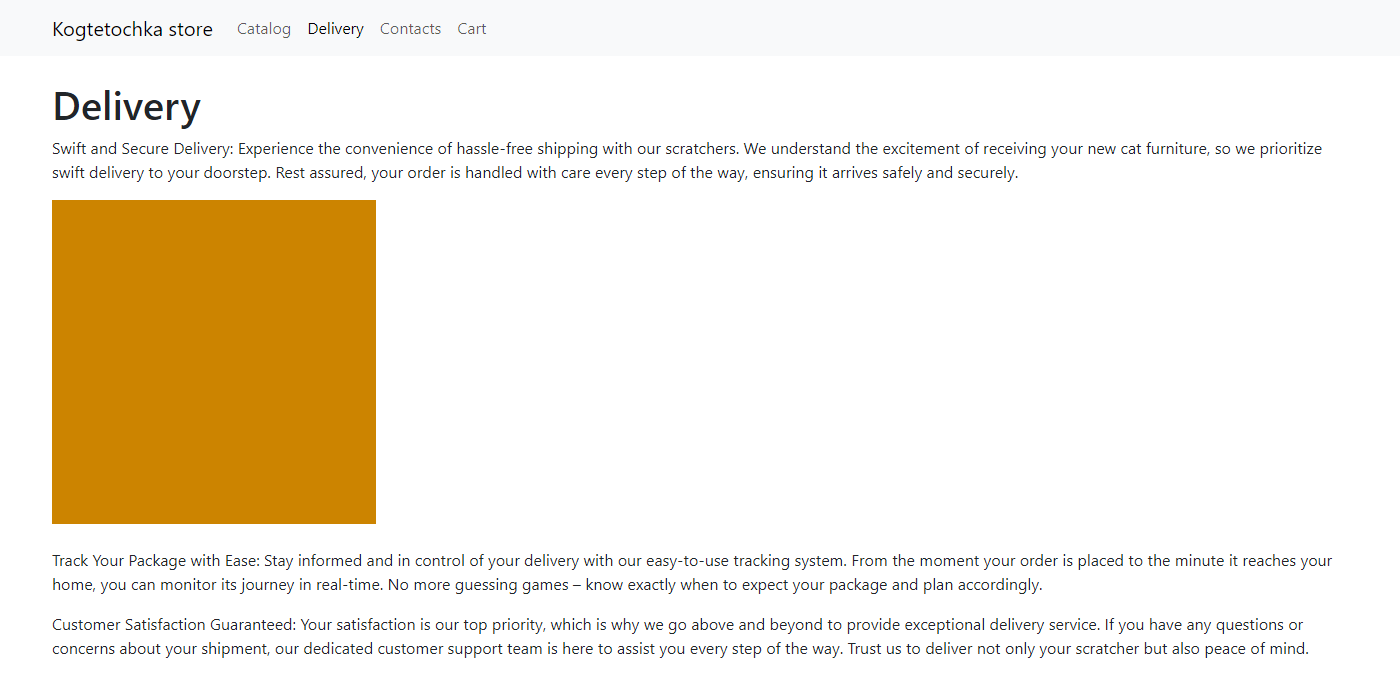 Kogtetochka store Catalog Delivery Contacts Cart
Delivery
Swift and Secure Delivery: Experience the convenience of hassle-free shipping with our scratchers. We understand the excitement of receiving your new cat furniture, so we prioritize
swift delivery to your doorstep. Rest assured, your order is handled with care every step of the way, ensuring it arrives safely and securely.
Track Your Package with Ease: Stay informed and in control of your delivery with our easy-to-use tracking system. From the moment your order is placed to the minute it reaches your
home, you can monitor its journey in real-time. No more guessing games – know exactly when to expect your package and plan accordingly.
Customer Satisfaction Guaranteed: Your satisfaction is our top priority, which is why we go above and beyond to provide exceptional delivery service. If you have any questions or
concerns about your shipment, our dedicated customer support team is here to assist you every step of the way. Trust us to deliver not only your scratcher but also peace of mind.